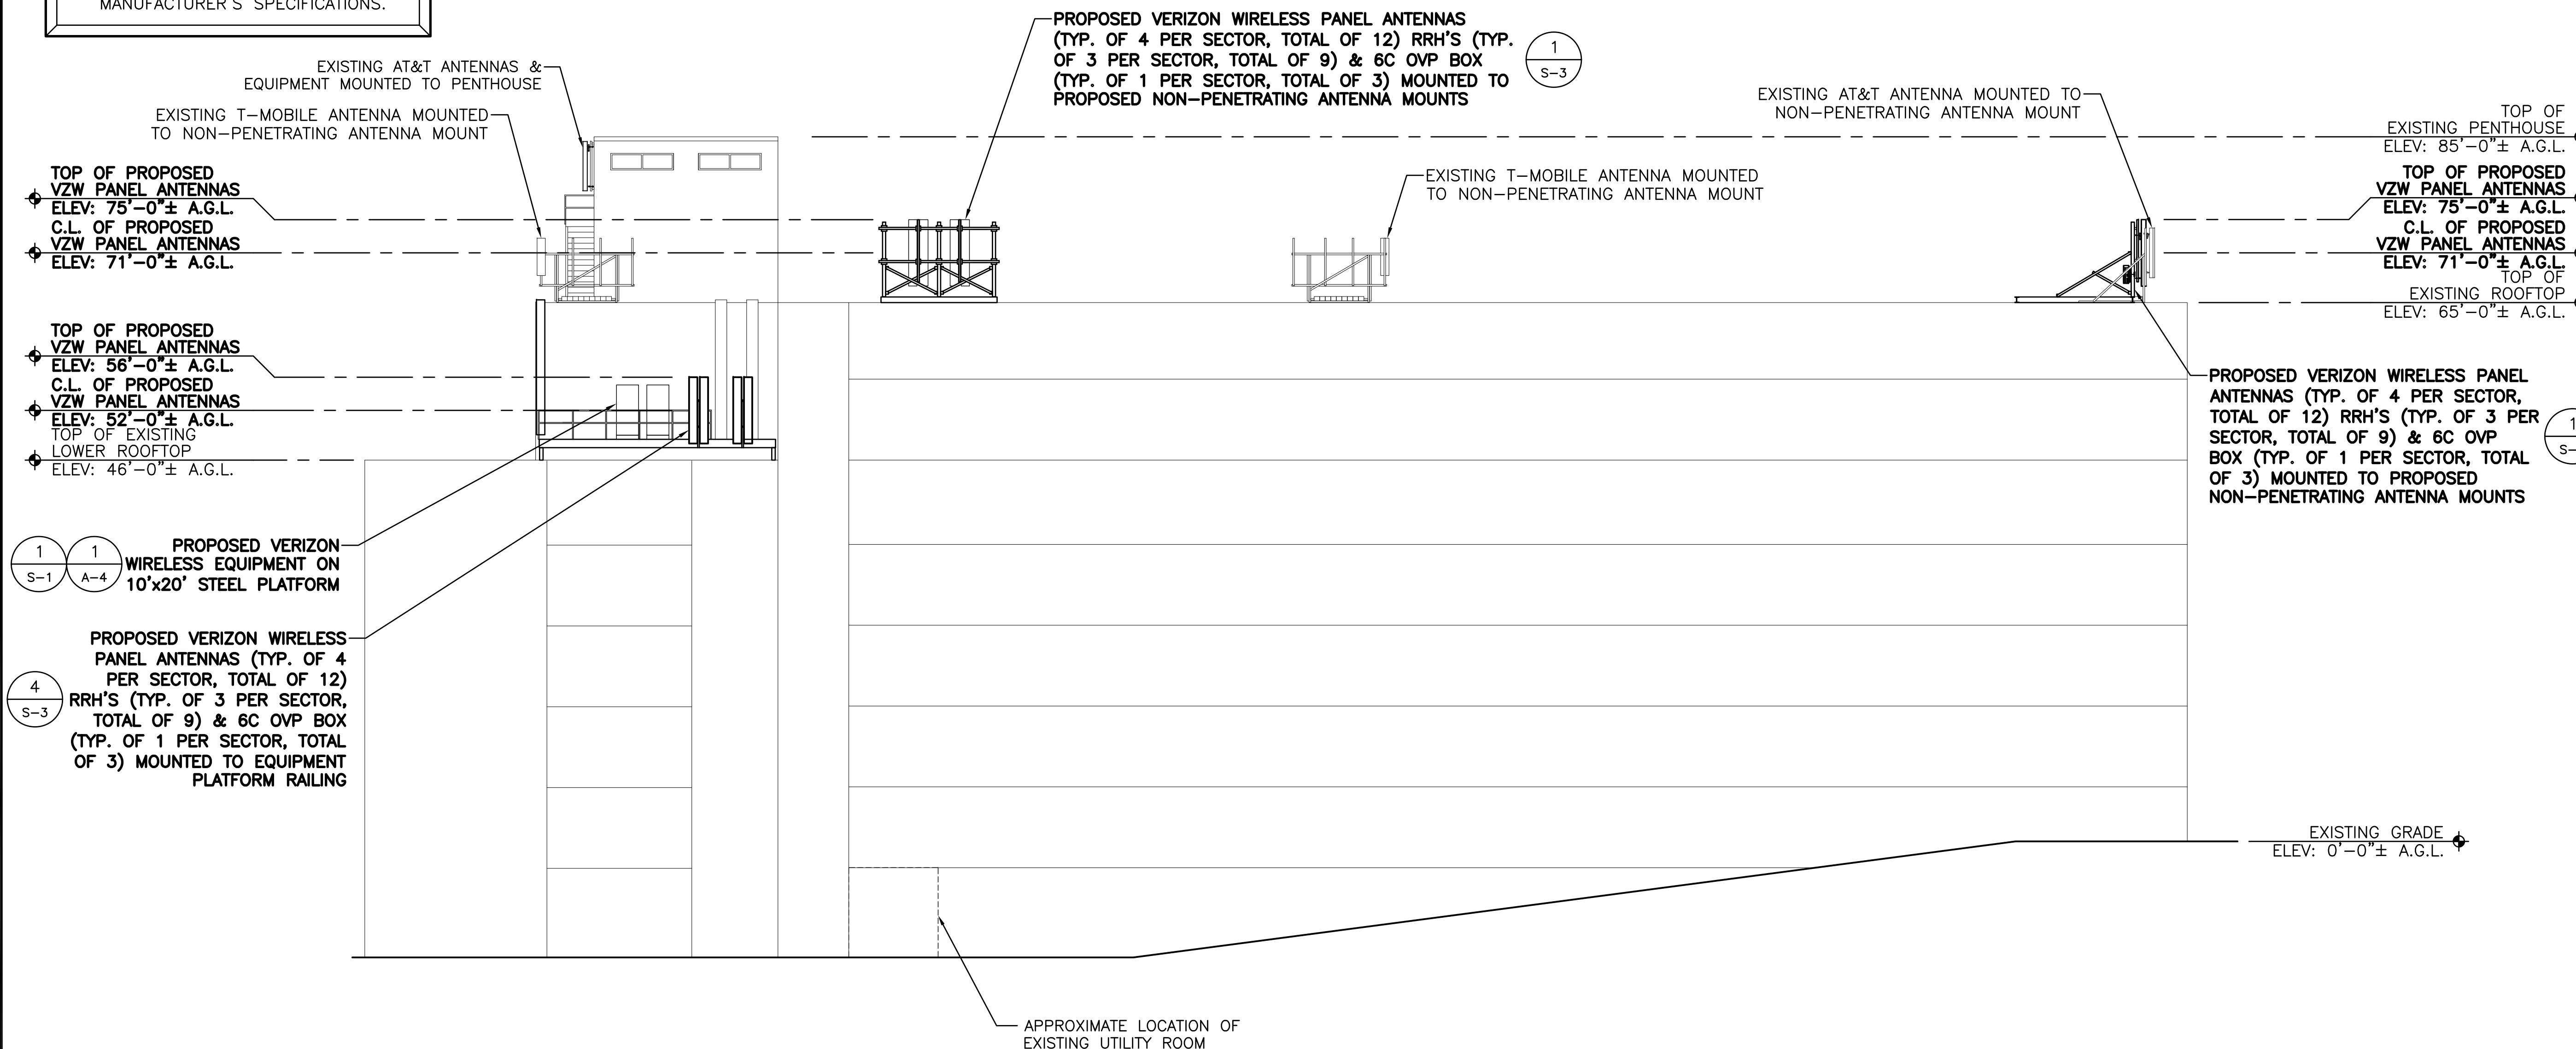 MANUFACTURER'S SPECIFICATIONS.
EXISTING AT&T ANTENNAS &
EQUIPMENT MOUNTED TO PENTHOUSE
EXISTING T-MOBILE ANTENNA MOUNTED
TO NON-PENETRATING ANTENNA MOUNT
TOP OF PROPOSED
VZW PANEL ANTENNAS
ELEV: 75'-0"± A.G.L.
C.L. OF PROPOSED
VZW PANEL ANTENNAS
ELEV: 71'-0"± A.G.L.
TOP OF PROPOSED
VZW PANEL ANTENNAS
ELEV: 56'-0"± A.G.L.
C.L. OF PROPOSED
VZW PANEL ANTENNAS
ELEV: 52'-0"± A.G.L.
TOP OF EXISTING
LOWER ROOFTOP
ELEV: 46'-0"± A.G.L.
1
S-1
1
A-4
PROPOSED VERIZON
WIRELESS EQUIPMENT ON
10'x20' STEEL PLATFORM
4
S-3
PROPOSED VERIZON WIRELESS
PANEL ANTENNAS (TYP. OF 4
PER SECTOR, TOTAL OF 12)
RRH'S (TYP. OF 3 PER SECTOR,
TOTAL OF 9) & 6C OVP BOX
(TYP. OF 1 PER SECTOR, TOTAL
OF 3) MOUNTED TO EQUIPMENT
PLATFORM RAILING
PROPOSED VERIZON WIRELESS PANEL ANTENNAS
(TYP. OF 4 PER SECTOR, TOTAL OF 12) RRH'S (TYP.
OF 3 PER SECTOR, TOTAL OF 9) & 6C OVP BOX
(TYP. OF 1 PER SECTOR, TOTAL OF 3) MOUNTED TO
PROPOSED NON-PENETRATING ANTENNA MOUNTS
1
S-3
EXISTING T-MOBILE ANTENNA MOUNTED
TO NON-PENETRATING ANTENNA MOUNT
EXISTING AT&T ANTENNA MOUNTED TO
NON-PENETRATING ANTENNA MOUNT
TOP OF
EXISTING PENTHOUSE
ELEV: 85'-0"± A.G.L.
TOP OF PROPOSED
VZW PANEL ANTENNAS
ELEV: 75'-0"± A.G.L.
C.L. OF PROPOSED
VZW PANEL ANTENNAS
ELEV: 71'-0"± A.G.L.
TOP OF
EXISTING ROOFTOP
ELEV: 65'-0"± A.G.L.
PROPOSED VERIZON WIRELESS PANEL
ANTENNAS (TYP. OF 4 PER SECTOR,
TOTAL OF 12) RRH'S (TYP. OF 3 PER
SECTOR, TOTAL OF 9) & 6C OVP
BOX (TYP. OF 1 PER SECTOR, TOTAL
OF 3) MOUNTED TO PROPOSED
NON-PENETRATING ANTENNA MOUNTS
1
EXISTING GRADE
ELEV: 0'-0"± A.G.L.
APPROXIMATE LOCATION OF
EXISTING UTILITY ROOM